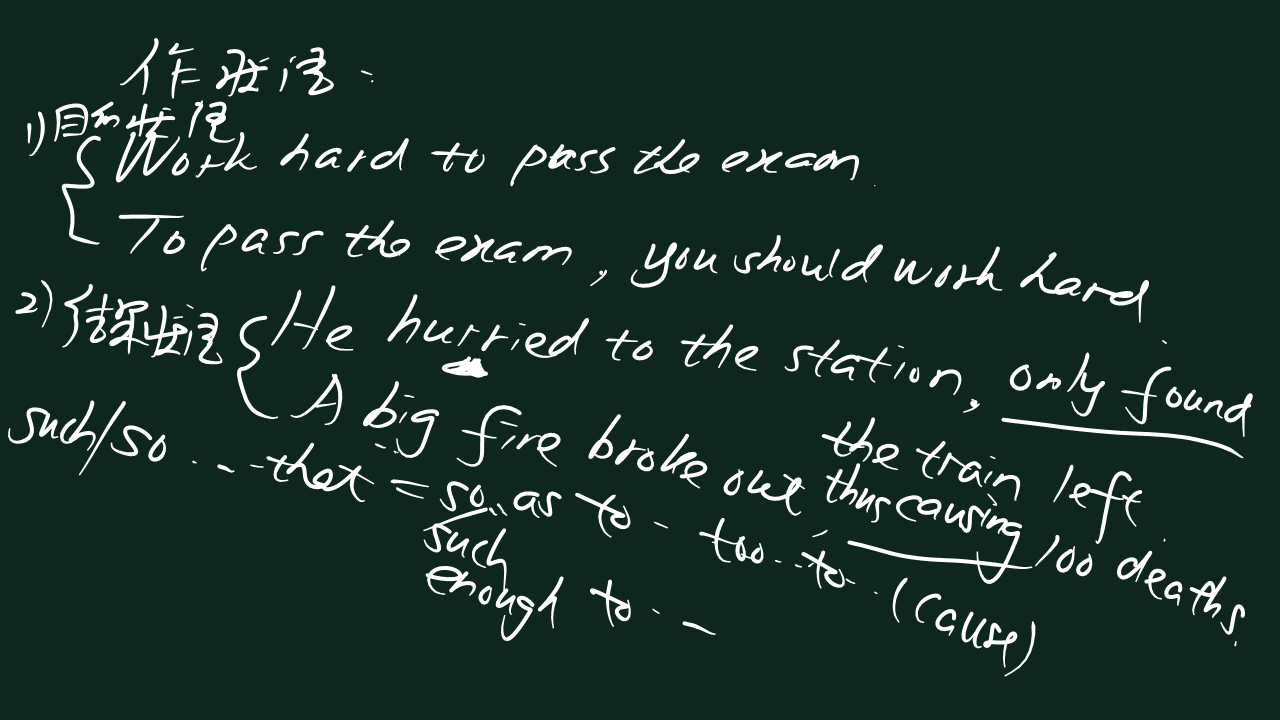 作状语.
1)目的状语
Work hard to pass the exam.
To pass the exam, you should work hard
2)结果状语 He hurried to the station, only found
the train left
A big fire broke out, thus causing 100 deaths.
(cause)
such/so...that = so..as to.. too...to..
such
enough to..